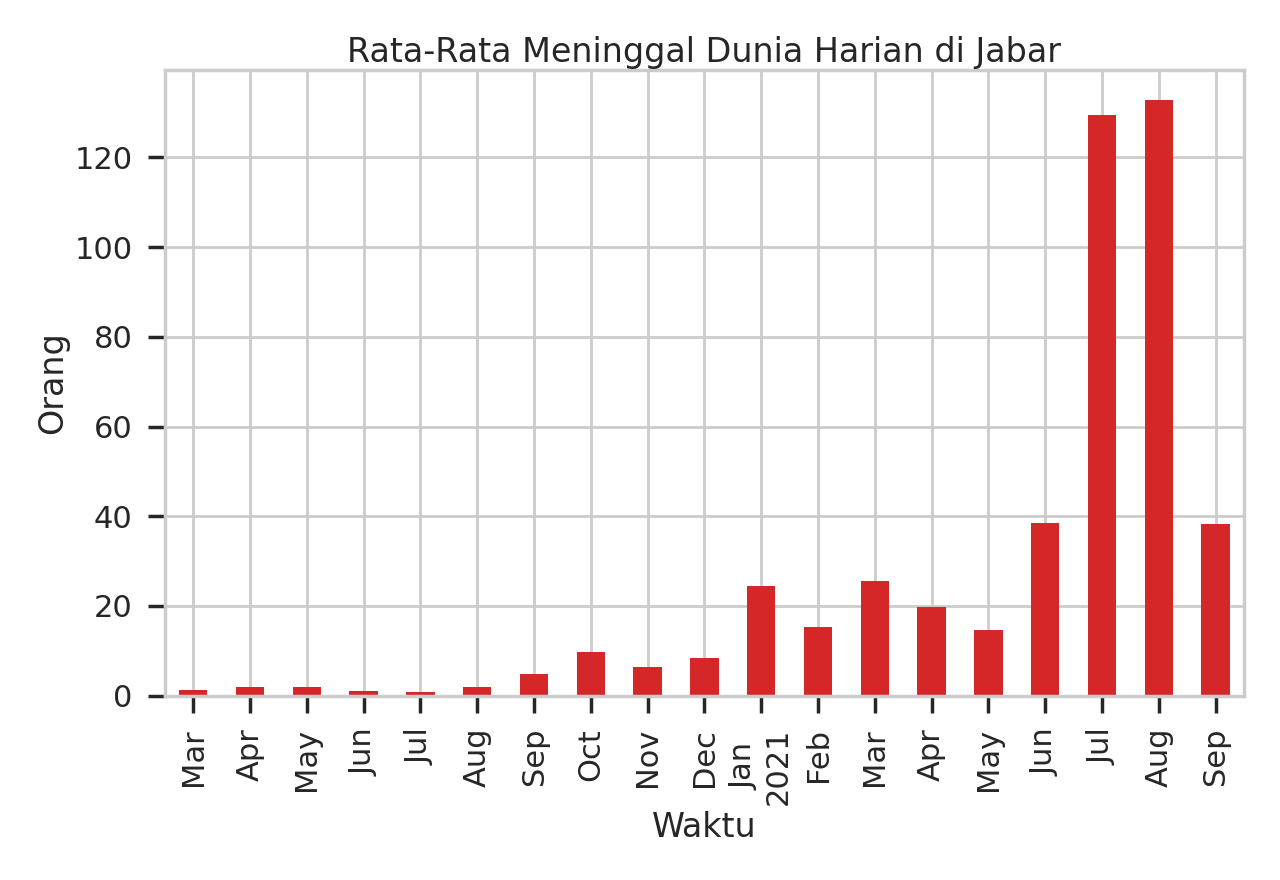 Rata-Rata Meninggal Dunia Harian di Jabar
Orang
120
100
80
60
40
20
0
Mar
Apr
May
Jun
Jul
Aug
Sep
Oct
Nov
Dec
Jan
2021
Feb
Mar
Apr
May
Jun
Jul
Aug
Sep
Waktu